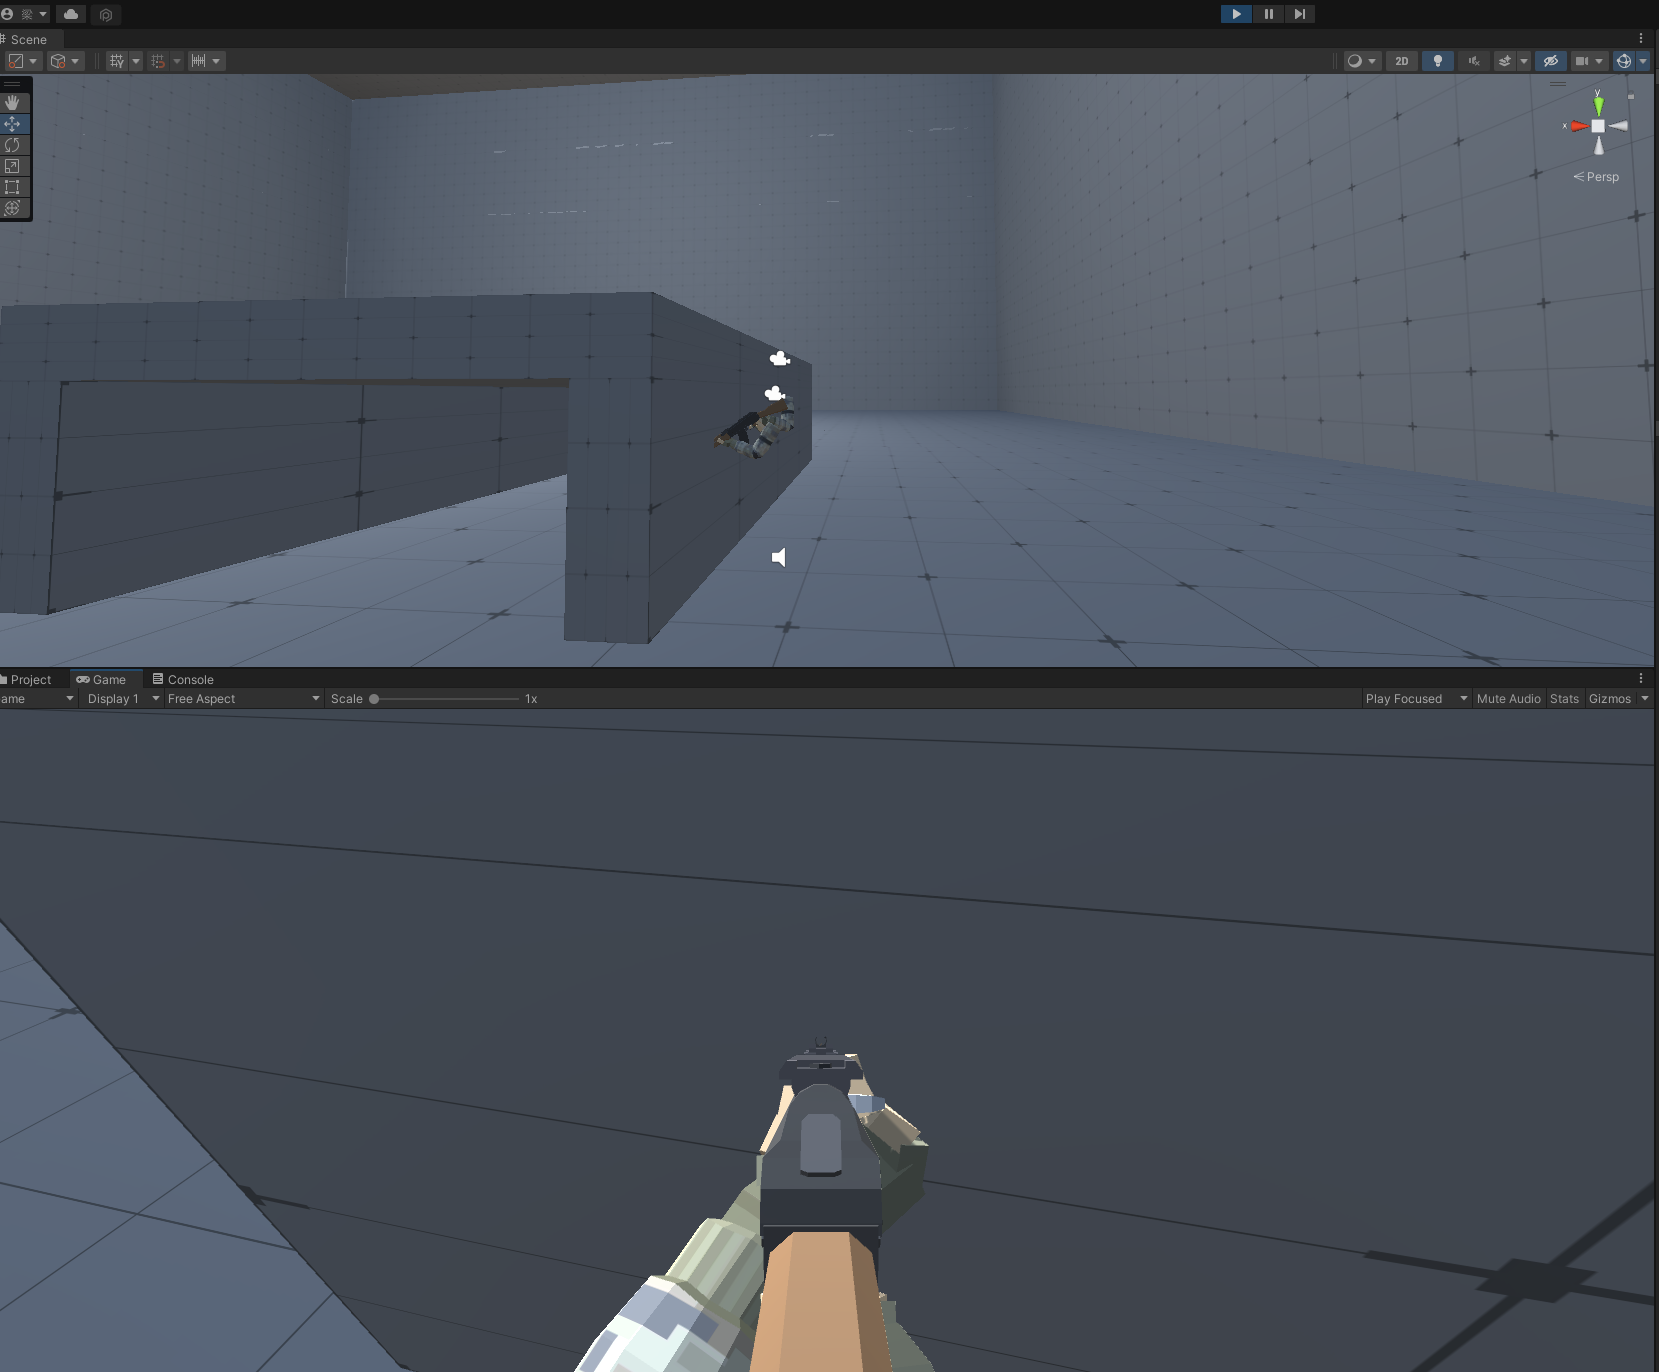 Scene
2D
y
x
Persp
Project
Game
Console
ame
Display 1
Free Aspect
Scale
1x
Play Focused
Mute Audio
Stats
Gizmos